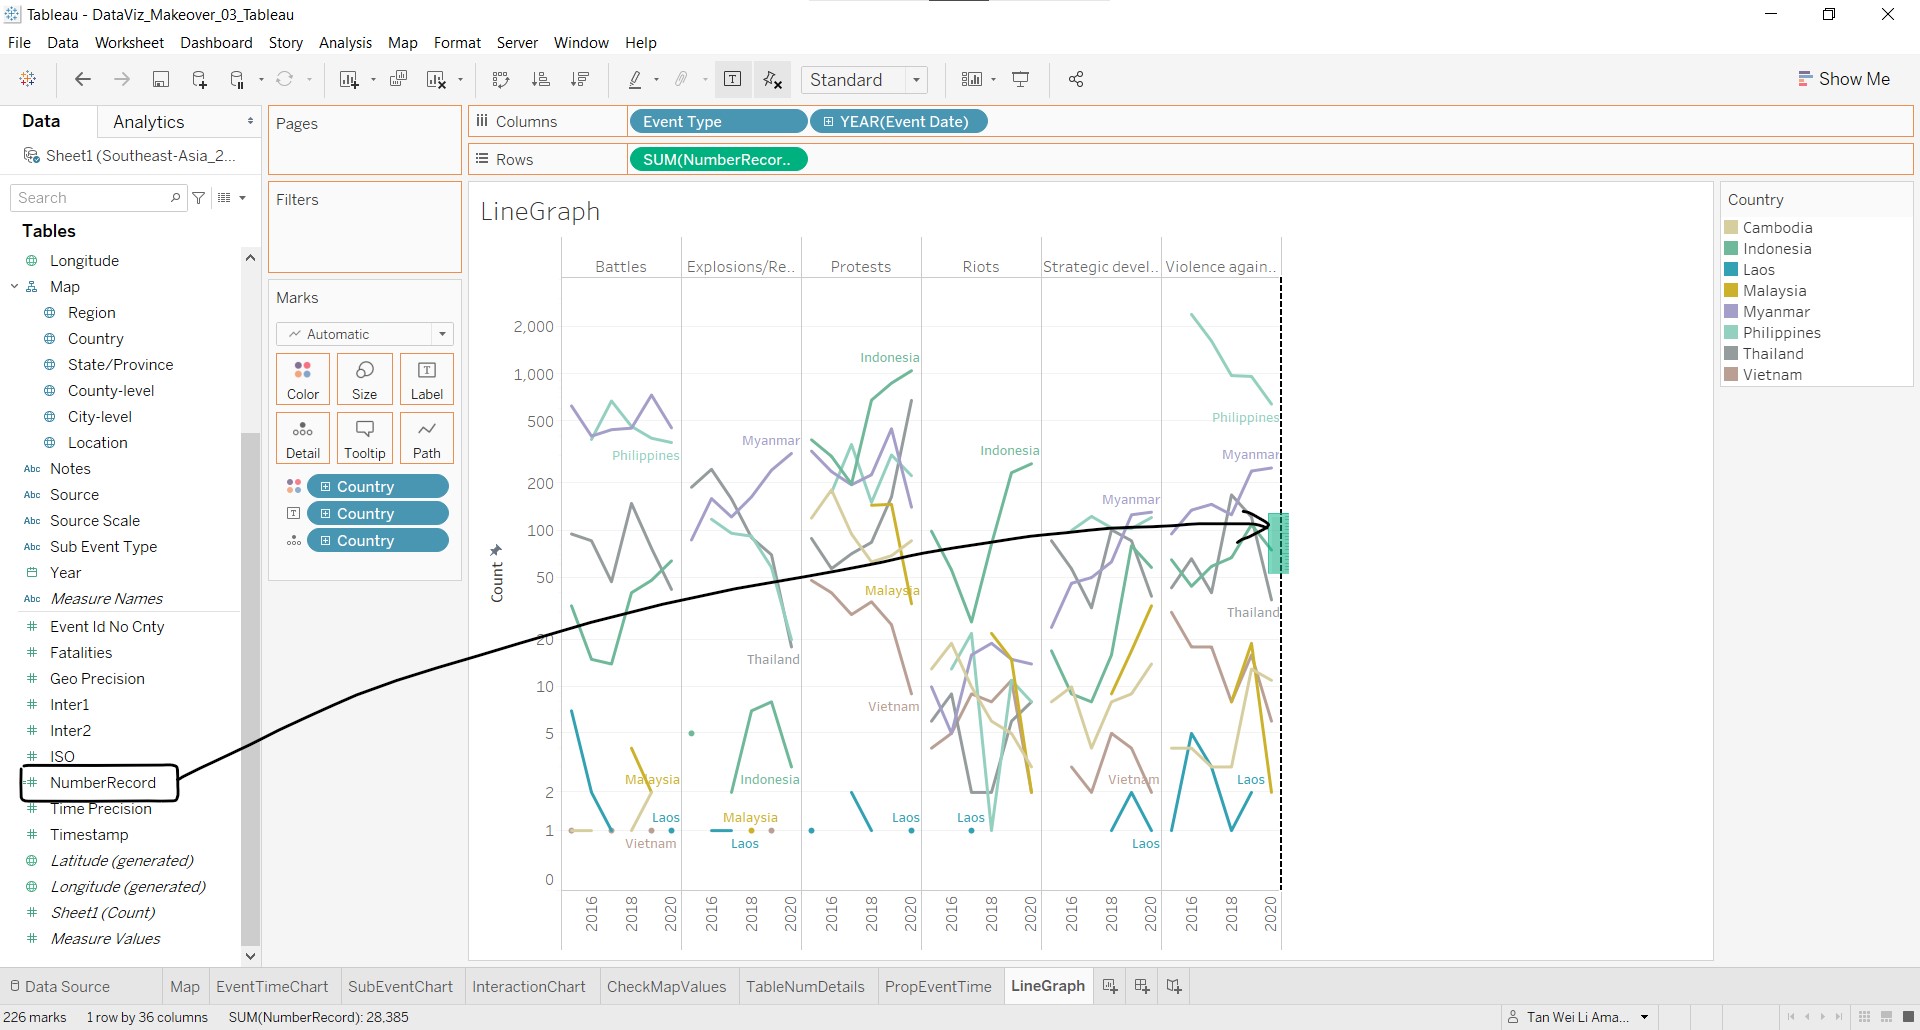 Tableau - DataViz_Makeover_03_Tableau
File Data Worksheet Dashboard Story Analysis Map Format Server Window Help
Standard
Show Me
Data
Analytics
Sheet1 (Southeast-Asia_2...
Search
Tables
Longitude
Map
Region
Country
State/Province
County-level
City-level
Location
Abc Notes
Abc Source
Abc Source Scale
Abc Sub Event Type
Year
Abc Measure Names
# Event Id No Cnty
# Fatalities
# Geo Precision
# Inter1
# Inter2
# ISO
=# NumberRecord
# Time Precision
# Timestamp
Latitude (generated)
Longitude (generated)
# Sheet1 (Count)
# Measure Values
Pages
Filters
Marks
Automatic
Color
Size
Label
Detail
Tooltip
Path
Country
Country
Country
Columns
Event Type
YEAR(Event Date)
Rows
SUM(NumberRecor..
LineGraph
Battles
Explosions/Re..
Protests
Riots
Strategic devel..
Violence again..
Count
2,000
1,000
500
200
100
50
20
10
5
2
1
0
Philippines
Malaysia
Laos
Vietnam
Myanmar
Thailand
Indonesia
Malaysia
Laos
Indonesia
Malaysia
Vietnam
Laos
Indonesia
Laos
Myanmar
Vietnam
Laos
Philippines
Myanmar
Thailand
Laos
2016 2018 2020
2016 2018 2020
2016 2018 2020
2016 2018 2020
2016 2018 2020
2016 2018 2020
Country
Cambodia
Indonesia
Laos
Malaysia
Myanmar
Philippines
Thailand
Vietnam
Data Source
Map
EventTimeChart
SubEventChart
InteractionChart
CheckMapValues
TableNumDetails
PropEventTime
LineGraph
226 marks
1 row by 36 columns
SUM(NumberRecord): 28,385
Tan Wei Li Ama...